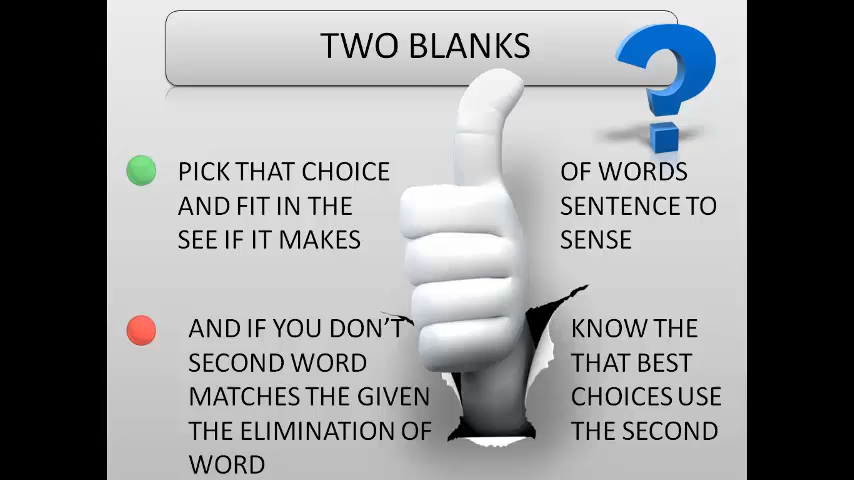 TWO BLANKS
PICK THAT CHOICE OF WORDS
AND FIT IN THE SENTENCE TO
SEE IF IT MAKES SENSE
AND IF YOU DON'T KNOW THE
SECOND WORD THAT BEST
MATCHES THE GIVEN CHOICES USE
THE ELIMINATION OF THE SECOND
WORD